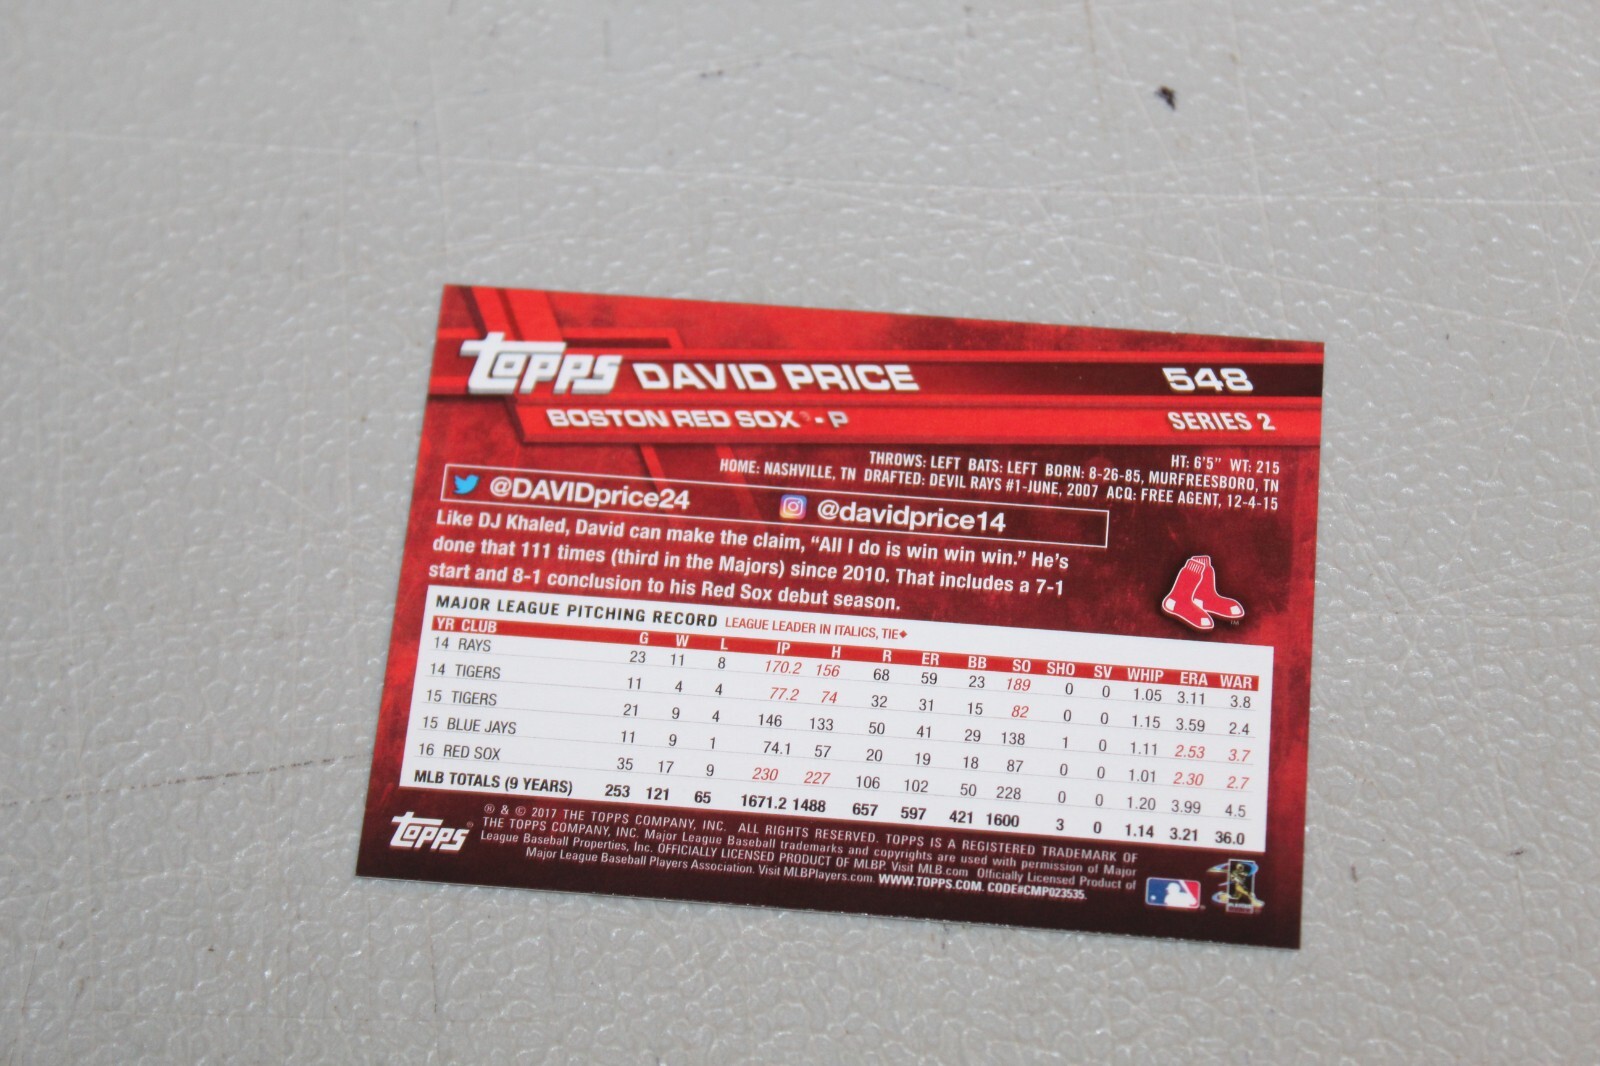 topps DAVID PRICE 548
BOSTON RED SOX - P SERIES 2
HT: 6'5" WT: 215
THROWS: LEFT BATS: LEFT BORN: 8-26-85, MURFREESBORO, TN
HOME: NASHVILLE, TN DRAFTED: DEVIL RAYS #1-JUNE, 2007 ACQ: FREE AGENT, 12-4-15
@DAVIDprice24 @davidprice14
Like DJ Khaled, David can make the claim, "All I do is win win win." He's
done that 111 times (third in the Majors) since 2010. That includes a 7-1
start and 8-1 conclusion to his Red Sox debut season.
TM
MAJOR LEAGUE PITCHING RECORD LEAGUE LEADER IN ITALICS, TIE◆
YR CLUB G W L IP H R ER BB SO SHO SV WHIP ERA WAR
14 RAYS 23 11 8 170.2 156 68 59 23 189 0 0 1.05 3.11 3.8
14 TIGERS 11 4 4 77.2 74 32 31 15 82 0 0 1.15 3.59 2.4
15 TIGERS 21 9 4 146 133 50 41 29 138 1 0 1.11 2.53 3.7
15 BLUE JAYS 11 9 1 74.1 57 20 19 18 87 0 0 1.01 2.30 2.7
16 RED SOX 35 17 9 230 227 106 102 50 228 0 0 1.20 3.99 4.5
MLB TOTALS (9 YEARS) 253 121 65 1671.2 1488 657 597 421 1600 3 0 1.14 3.21 36.0
topps®
® & © 2017 THE TOPPS COMPANY, INC. ALL RIGHTS RESERVED. TOPPS IS A REGISTERED TRADEMARK OF
THE TOPPS COMPANY, INC. Major League Baseball trademarks and copyrights are used with permission of Major
League Baseball Properties, Inc. OFFICIALLY LICENSED PRODUCT OF MLBP. Visit MLB.com Officially Licensed Product of
Major League Baseball Players Association. Visit MLBPlayers.com. WWW.TOPPS.COM. CODE#CMP023535.